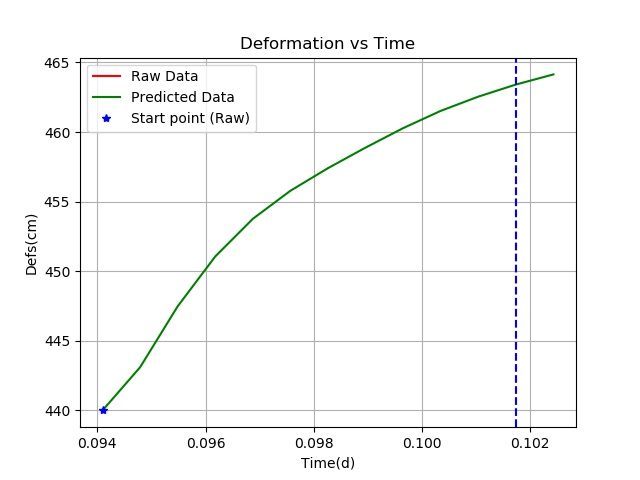 Deformation vs Time
465
460
455
450
445
440
Defs(cm)
Raw Data
Predicted Data
Start point (Raw)
0.094
0.096
0.098
0.100
0.102
Time(d)